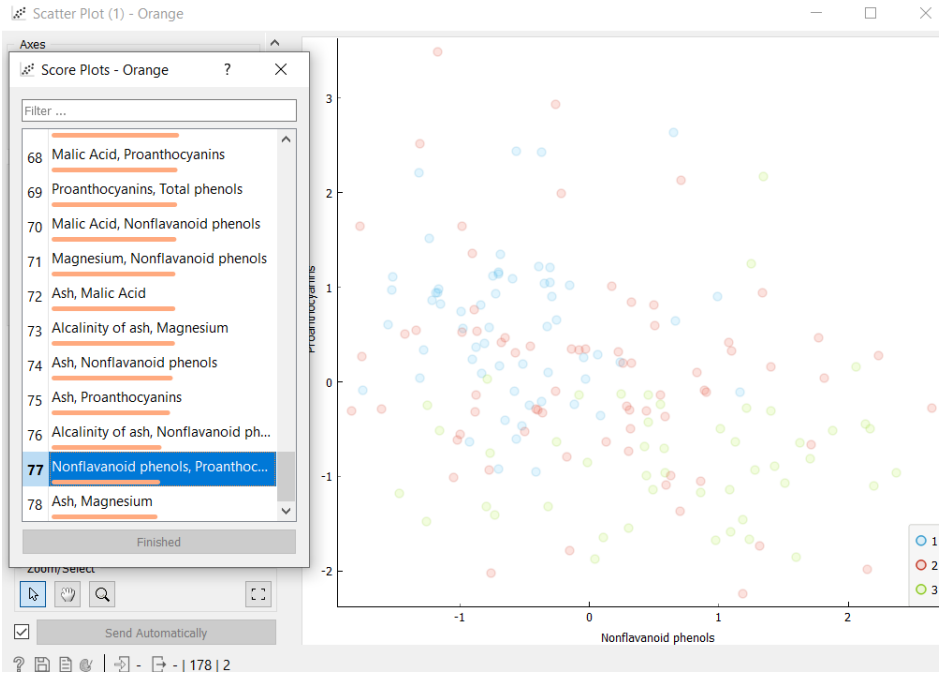 Scatter Plot (1) - Orange
Axes
Score Plots - Orange
?
Filter ...
68 Malic Acid, Proanthocyanins
69 Proanthocyanins, Total phenols
70 Malic Acid, Nonflavanoid phenols
71 Magnesium, Nonflavanoid phenols
72 Ash, Malic Acid
73 Alcalinity of ash, Magnesium
74 Ash, Nonflavanoid phenols
75 Ash, Proanthocyanins
76 Alcalinity of ash, Nonflavanoid ph...
77 Nonflavanoid phenols, Proanthoc...
78 Ash, Magnesium
Finished
Zoom/Select
Send Automatically
? - - | 178 | 2
Proanthocyanins
3
2
1
0
-1
-2
-1 0 1 2
Nonflavanoid phenols
1
2
3